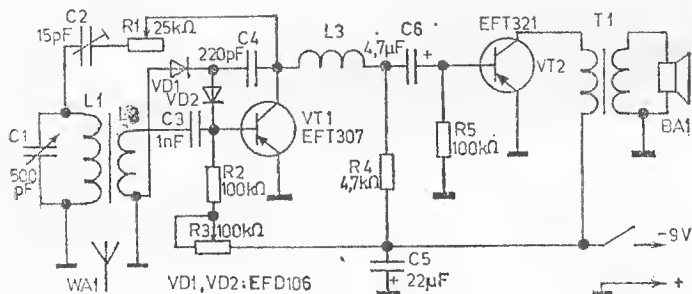 C2
15pF
R1
25kΩ
220pF
C4
L3
C6
4,7µF
+
EFT321
T1
VD1
VD2
VT2
L1
L2
C1
500
pF
C3
1nF
VT1
EFT307
R5
100kΩ
BA1
R2
100kΩ
R4
4,7kΩ
R3
100kΩ
-9V
C5
+ 22µF
+
WA1
VD1,VD2:EFD106